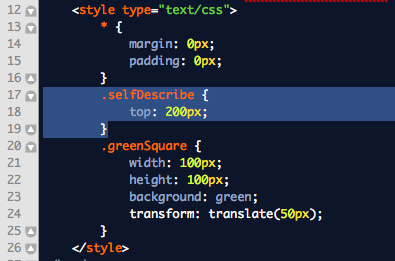 12 <style type="text/css">
13 * {
14 margin: 0px;
15 padding: 0px;
16 }
17 .selfDescribe {
18 top: 200px;
19 }
20 .greenSquare {
21 width: 100px;
22 height: 100px;
23 background: green;
24 transform: translate(50px);
25 }
26 </style>